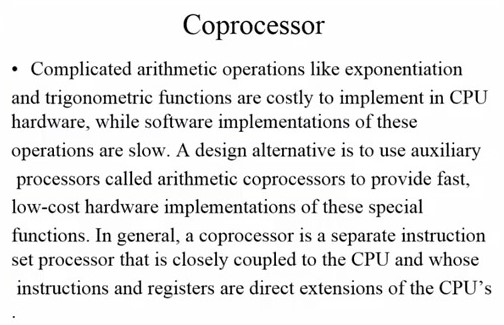 Coprocessor
• Complicated arithmetic operations like exponentiation
and trigonometric functions are costly to implement in CPU
hardware, while software implementations of these
operations are slow. A design alternative is to use auxiliary
processors called arithmetic coprocessors to provide fast,
low-cost hardware implementations of these special
functions. In general, a coprocessor is a separate instruction
set processor that is closely coupled to the CPU and whose
instructions and registers are direct extensions of the CPU’s
.